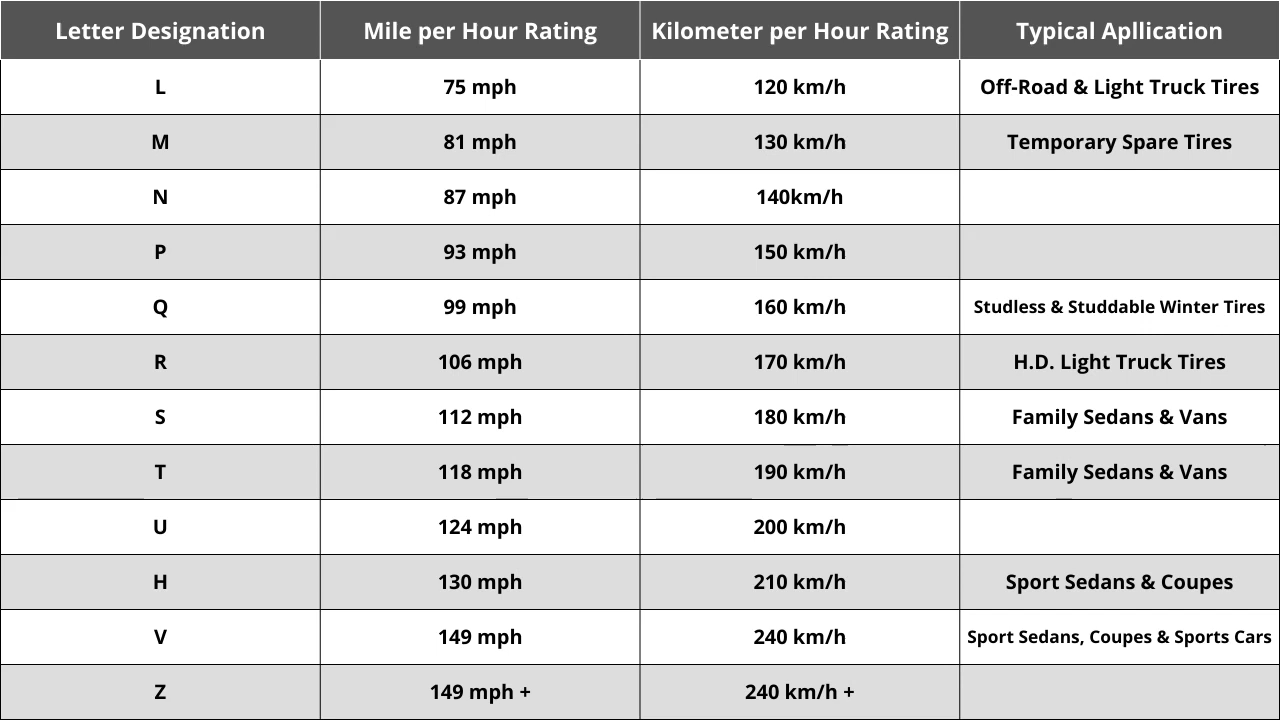 Letter Designation Mile per Hour Rating Kilometer per Hour Rating Typical Apllication
L 75 mph 120 km/h Off-Road & Light Truck Tires
M 81 mph 130 km/h Temporary Spare Tires
N 87 mph 140km/h
P 93 mph 150 km/h
Q 99 mph 160 km/h Studless & Studdable Winter Tires
R 106 mph 170 km/h H.D. Light Truck Tires
S 112 mph 180 km/h Family Sedans & Vans
T 118 mph 190 km/h Family Sedans & Vans
U 124 mph 200 km/h
H 130 mph 210 km/h Sport Sedans & Coupes
V 149 mph 240 km/h Sport Sedans, Coupes & Sports Cars
Z 149 mph + 240 km/h +